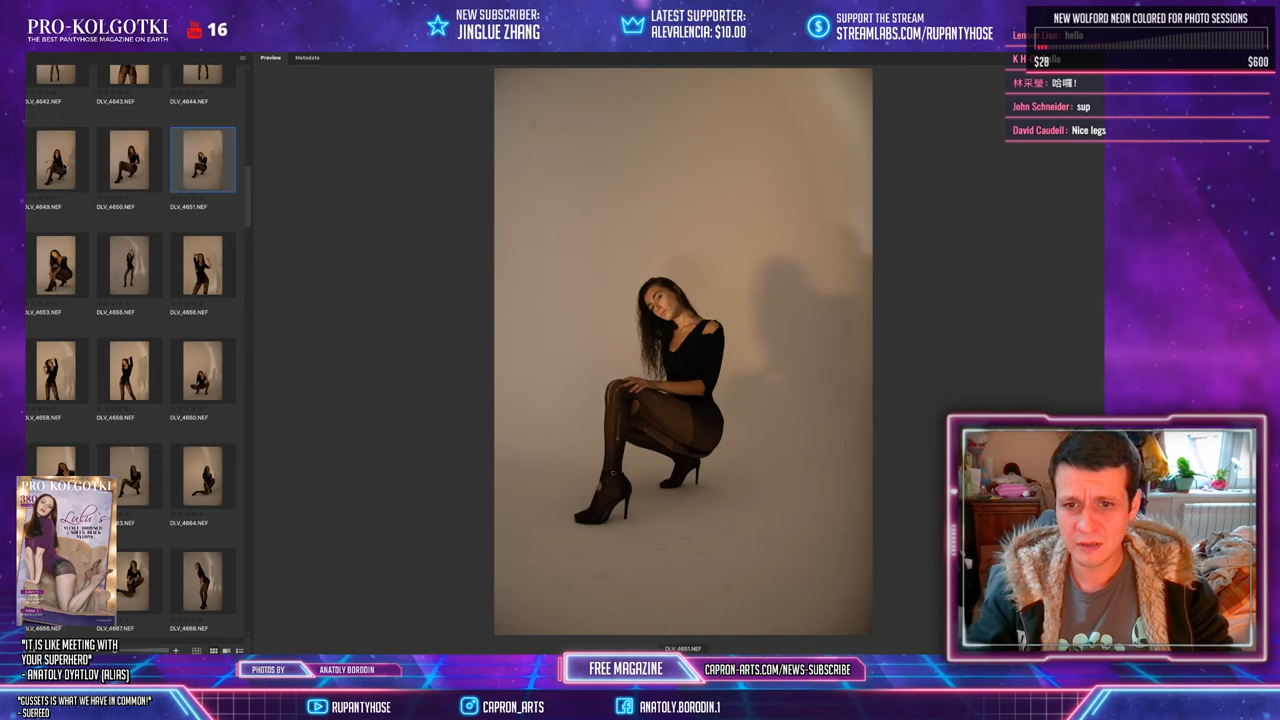 PRO-KOLGOTKI
THE BEST PANTYHOSE MAGAZINE ON EARTH
16
NEW SUBSCRIBER:
JINGLUE ZHANG
LATEST SUPPORTER:
ALEVALENCIA: $10.00
SUPPORT THE STREAM
STREAMLABS.COM/RUPANTYHOSE
NEW WOLFORD NEON COLORED FOR PHOTO SESSIONS
$28
$600
hello
林采瑩: 哈囉!
John Schneider: sup
David Caudell: Nice legs
Preview
Metadata
DLV_4642.NEF
DLV_4643.NEF
DLV_4644.NEF
DLV_4649.NEF
DLV_4650.NEF
DLV_4651.NEF
DLV_4653.NEF
DLV_4655.NEF
DLV_4656.NEF
DLV_4658.NEF
DLV_4659.NEF
DLV_4660.NEF
DLV_4664.NEF
DLV_4667.NEF
DLV_4668.NEF
DLV_4651.NEF
PRO-KOLGOTKI
Lulu's
"IT IS LIKE MEETING WITH
YOUR SUPERHERO"
- ANATOLY DYATLOV (ALIAS)
"GUSSETS IS WHAT WE HAVE IN COMMON!"
- SUEREED
PHOTOS BY
ANATOLY BORODIN
FREE MAGAZINE
CAPRON-ARTS.COM/NEWS-SUBSCRIBE
RUPANTYHOSE
CAPRON_ARTS
ANATOLY.BORODIN.1